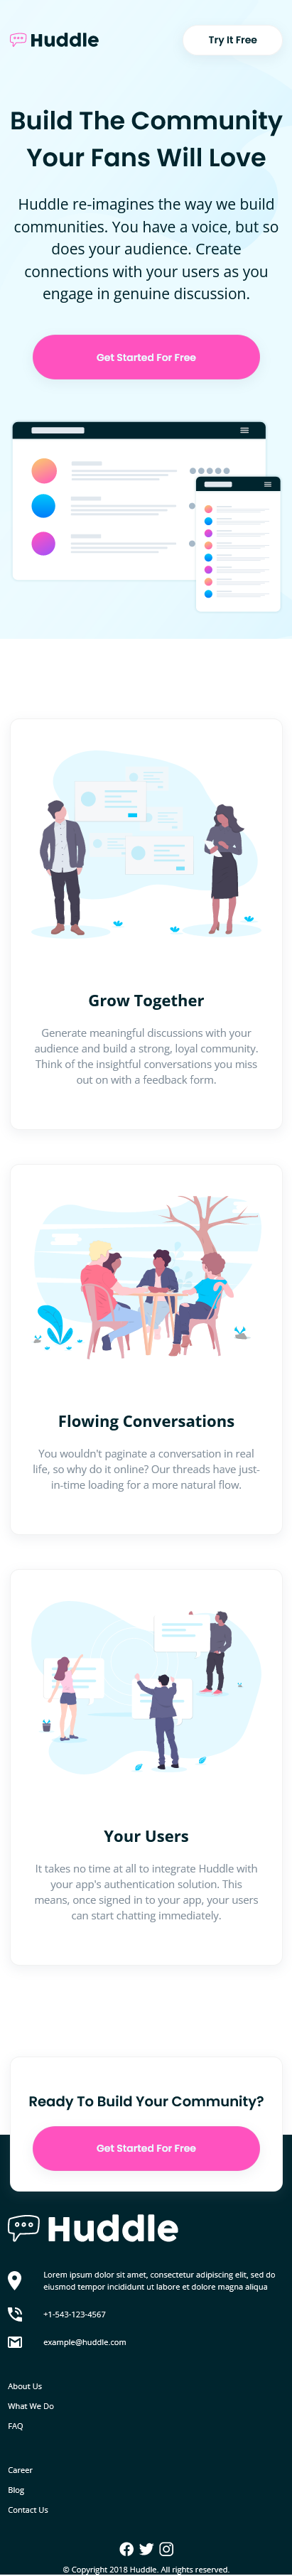 Huddle
Try It Free
Build The Community
Your Fans Will Love
Huddle re-imagines the way we build
communities. You have a voice, but so
does your audience. Create
connections with your users as you
engage in genuine discussion.
Get Started For Free
Grow Together
Generate meaningful discussions with your
audience and build a strong, loyal community.
Think of the insightful conversations you miss
out on with a feedback form.
Flowing Conversations
You wouldn't paginate a conversation in real
life, so why do it online? Our threads have just-
in-time loading for a more natural flow.
Your Users
It takes no time at all to integrate Huddle with
your app's authentication solution. This
means, once signed in to your app, your users
can start chatting immediately.
Ready To Build Your Community?
Get Started For Free
Huddle
Lorem ipsum dolor sit amet, consectetur adipiscing elit, sed do
eiusmod tempor incididunt ut labore et dolore magna aliqua
+1-543-123-4567
example@huddle.com
About Us
What We Do
FAQ
Career
Blog
Contact Us
© Copyright 2018 Huddle. All rights reserved.